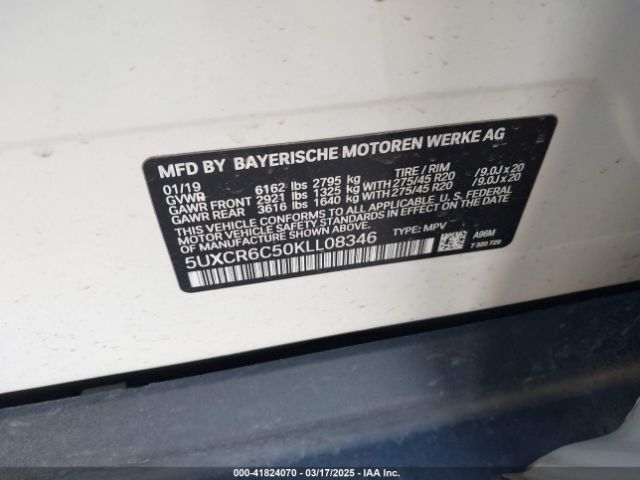 MFD BY BAYERISCHE MOTOREN WERKE AG
01/19 TIRE / RIM
GVWR 6162 lbs 2795 kg
GAWR FRONT 2921 lbs 1325 kg WITH 275/45 R20 /9.0J x 20
GAWR REAR 3616 lbs 1640 kg WITH 275/45 R20 /9.0J x 20
THIS VEHICLE CONFORMS TO ALL APPLICABLE U.S. FEDERAL
MOTOR VEHICLE SAFETY STANDARDS IN EFFECT ON THE DATE
OF MANUFACTURE SHOWN ABOVE.
5UXCR6C50KLL08346 TYPE: MPV A96M
7 320 729
000-41824070 — 03/17/2025 — IAA Inc.